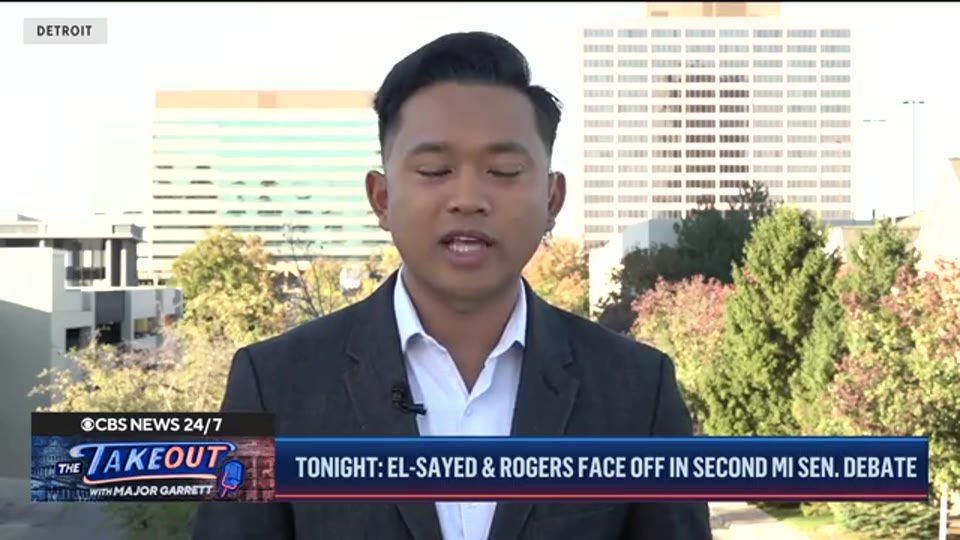 DETROIT
CBS NEWS 24/7
THE TAKEOUT
WITH MAJOR GARRETT
TONIGHT: EL-SAYED & ROGERS FACE OFF IN SECOND MI SEN. DEBATE